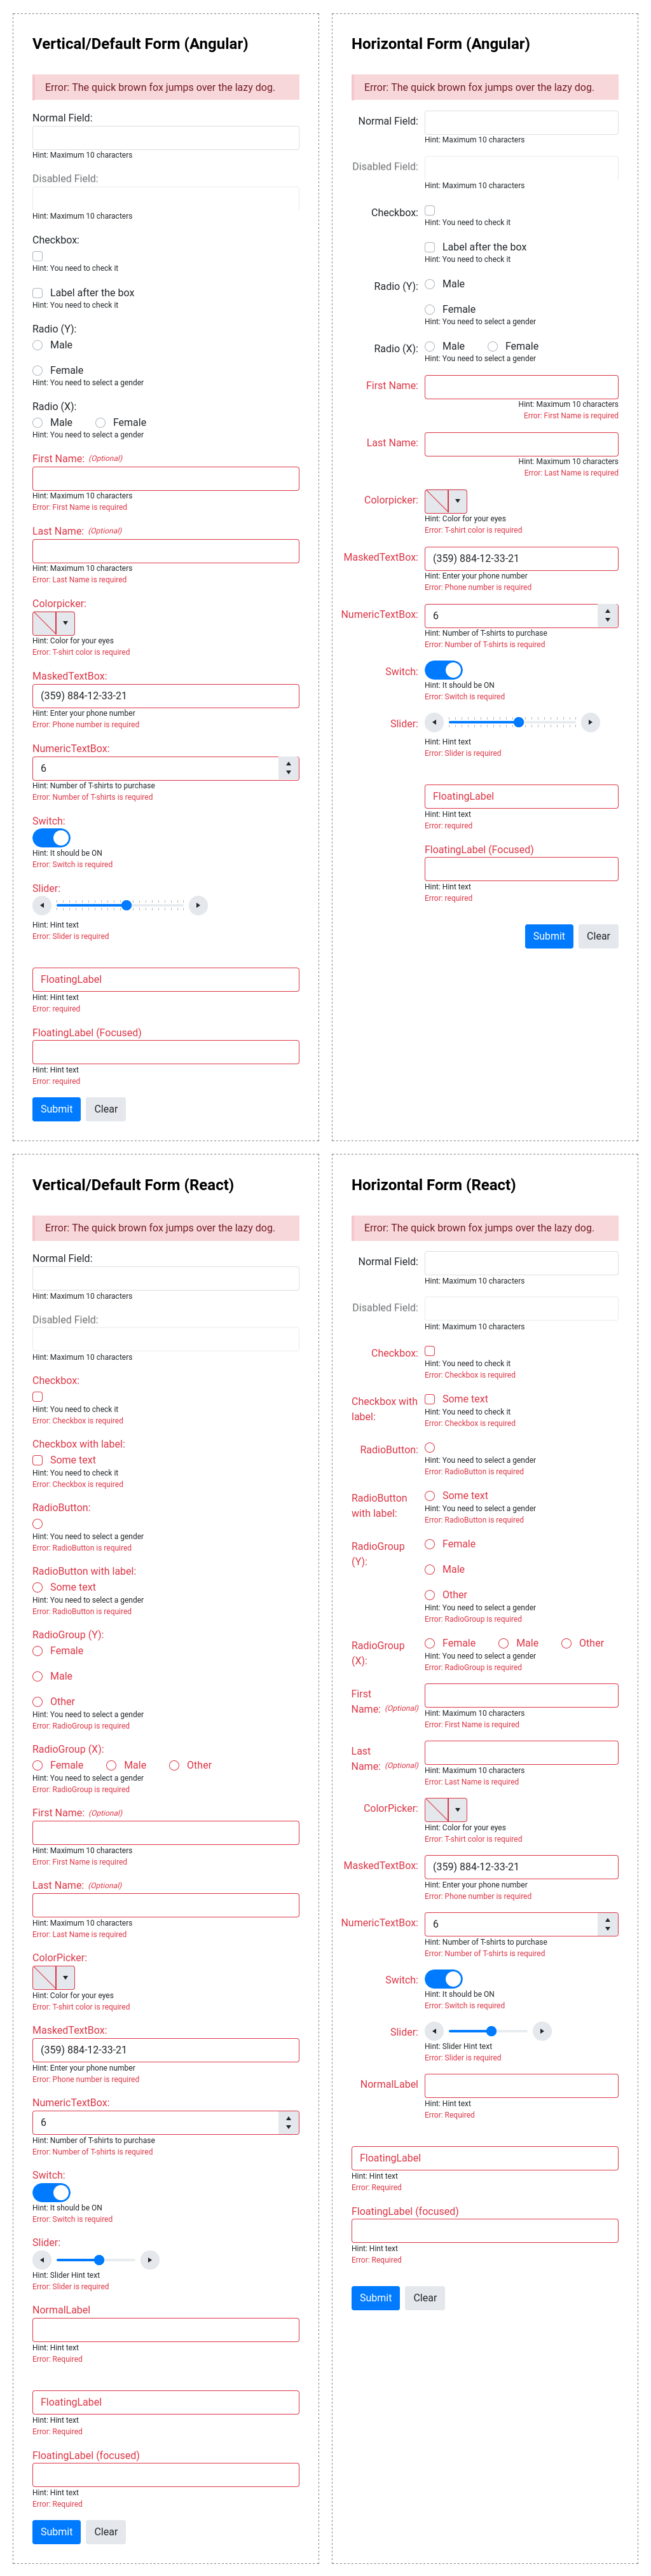 Vertical/Default Form (Angular)
Error: The quick brown fox jumps over the lazy dog.
Normal Field:
Hint: Maximum 10 characters
Disabled Field:
Hint: Maximum 10 characters
Checkbox:
Hint: You need to check it
Label after the box
Hint: You need to check it
Radio (Y):
Male
Female
Hint: You need to select a gender
Radio (X):
Male Female
Hint: You need to select a gender
First Name: (Optional)
Hint: Maximum 10 characters
Error: First Name is required
Last Name: (Optional)
Hint: Maximum 10 characters
Error: Last Name is required
Colorpicker:
Hint: Color for your eyes
Error: T-shirt color is required
MaskedTextBox:
(359) 884-12-33-21
Hint: Enter your phone number
Error: Phone number is required
NumericTextBox:
6
Hint: Number of T-shirts to purchase
Error: Number of T-shirts is required
Switch:
Hint: It should be ON
Error: Switch is required
Slider:
Hint: Hint text
Error: Slider is required
FloatingLabel
Hint: Hint text
Error: required
FloatingLabel (Focused)
Hint: Hint text
Error: required
Submit Clear
Horizontal Form (Angular)
Error: The quick brown fox jumps over the lazy dog.
Normal Field:
Hint: Maximum 10 characters
Disabled Field:
Hint: Maximum 10 characters
Checkbox:
Hint: You need to check it
Label after the box
Hint: You need to check it
Radio (Y): Male
Female
Hint: You need to select a gender
Radio (X): Male Female
Hint: You need to select a gender
First Name:
Hint: Maximum 10 characters
Error: First Name is required
Last Name:
Hint: Maximum 10 characters
Error: Last Name is required
Colorpicker:
Hint: Color for your eyes
Error: T-shirt color is required
MaskedTextBox: (359) 884-12-33-21
Hint: Enter your phone number
Error: Phone number is required
NumericTextBox: 6
Hint: Number of T-shirts to purchase
Error: Number of T-shirts is required
Switch:
Hint: It should be ON
Error: Switch is required
Slider:
Hint: Hint text
Error: Slider is required
FloatingLabel
Hint: Hint text
Error: required
FloatingLabel (Focused)
Hint: Hint text
Error: required
Submit Clear
Vertical/Default Form (React)
Error: The quick brown fox jumps over the lazy dog.
Normal Field:
Hint: Maximum 10 characters
Disabled Field:
Hint: Maximum 10 characters
Checkbox:
Hint: You need to check it
Error: Checkbox is required
Checkbox with label:
Some text
Hint: You need to check it
Error: Checkbox is required
RadioButton:
Hint: You need to select a gender
Error: RadioButton is required
RadioButton with label:
Some text
Hint: You need to select a gender
Error: RadioButton is required
RadioGroup (Y):
Female
Male
Other
Hint: You need to select a gender
Error: RadioGroup is required
RadioGroup (X):
Female Male Other
Hint: You need to select a gender
Error: RadioGroup is required
First Name: (Optional)
Hint: Maximum 10 characters
Error: First Name is required
Last Name: (Optional)
Hint: Maximum 10 characters
Error: Last Name is required
ColorPicker:
Hint: Color for your eyes
Error: T-shirt color is required
MaskedTextBox:
(359) 884-12-33-21
Hint: Enter your phone number
Error: Phone number is required
NumericTextBox:
6
Hint: Number of T-shirts to purchase
Error: Number of T-shirts is required
Switch:
Hint: It should be ON
Error: Switch is required
Slider:
Hint: Slider Hint text
Error: Slider is required
NormalLabel
Hint: Hint text
Error: Required
FloatingLabel
Hint: Hint text
Error: Required
FloatingLabel (focused)
Hint: Hint text
Error: Required
Submit Clear
Horizontal Form (React)
Error: The quick brown fox jumps over the lazy dog.
Normal Field:
Hint: Maximum 10 characters
Disabled Field:
Hint: Maximum 10 characters
Checkbox:
Hint: You need to check it
Error: Checkbox is required
Checkbox with Some text
label:
Hint: You need to check it
Error: Checkbox is required
RadioButton:
Hint: You need to select a gender
Error: RadioButton is required
RadioButton Some text
with label:
Hint: You need to select a gender
Error: RadioButton is required
RadioGroup Female
(Y):
Male
Other
Hint: You need to select a gender
Error: RadioGroup is required
RadioGroup Female Male Other
(X):
Hint: You need to select a gender
Error: RadioGroup is required
First
Name: (Optional)
Hint: Maximum 10 characters
Error: First Name is required
Last
Name: (Optional)
Hint: Maximum 10 characters
Error: Last Name is required
ColorPicker:
Hint: Color for your eyes
Error: T-shirt color is required
MaskedTextBox: (359) 884-12-33-21
Hint: Enter your phone number
Error: Phone number is required
NumericTextBox: 6
Hint: Number of T-shirts to purchase
Error: Number of T-shirts is required
Switch:
Hint: It should be ON
Error: Switch is required
Slider:
Hint: Slider Hint text
Error: Slider is required
NormalLabel
Hint: Hint text
Error: Required
FloatingLabel
Hint: Hint text
Error: Required
FloatingLabel (focused)
Hint: Hint text
Error: Required
Submit Clear